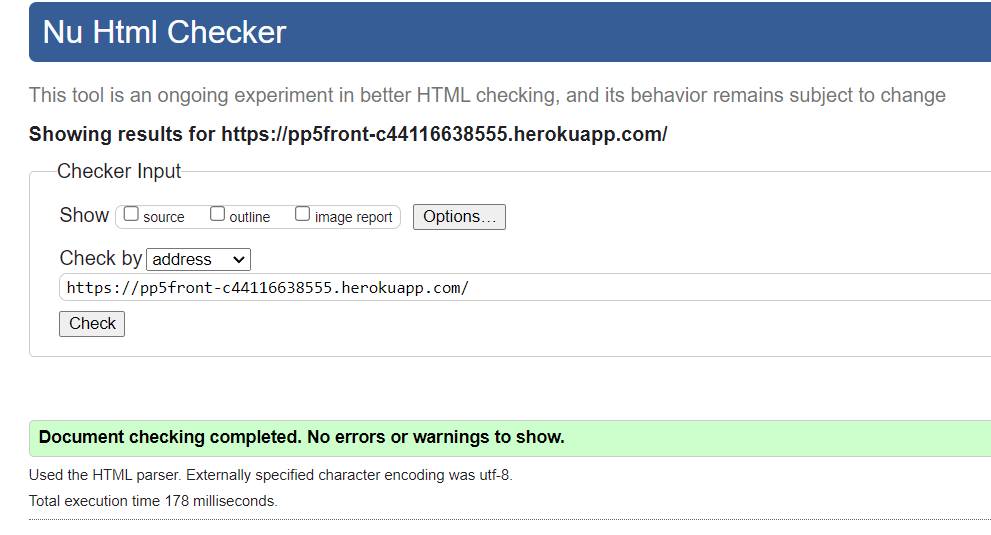 Nu Html Checker
This tool is an ongoing experiment in better HTML checking, and its behavior remains subject to change
Showing results for https://pp5front-c44116638555.herokuapp.com/
Checker Input
Show source outline image report Options...
Check by address
https://pp5front-c44116638555.herokuapp.com/
Check
Document checking completed. No errors or warnings to show.
Used the HTML parser. Externally specified character encoding was utf-8.
Total execution time 178 milliseconds.